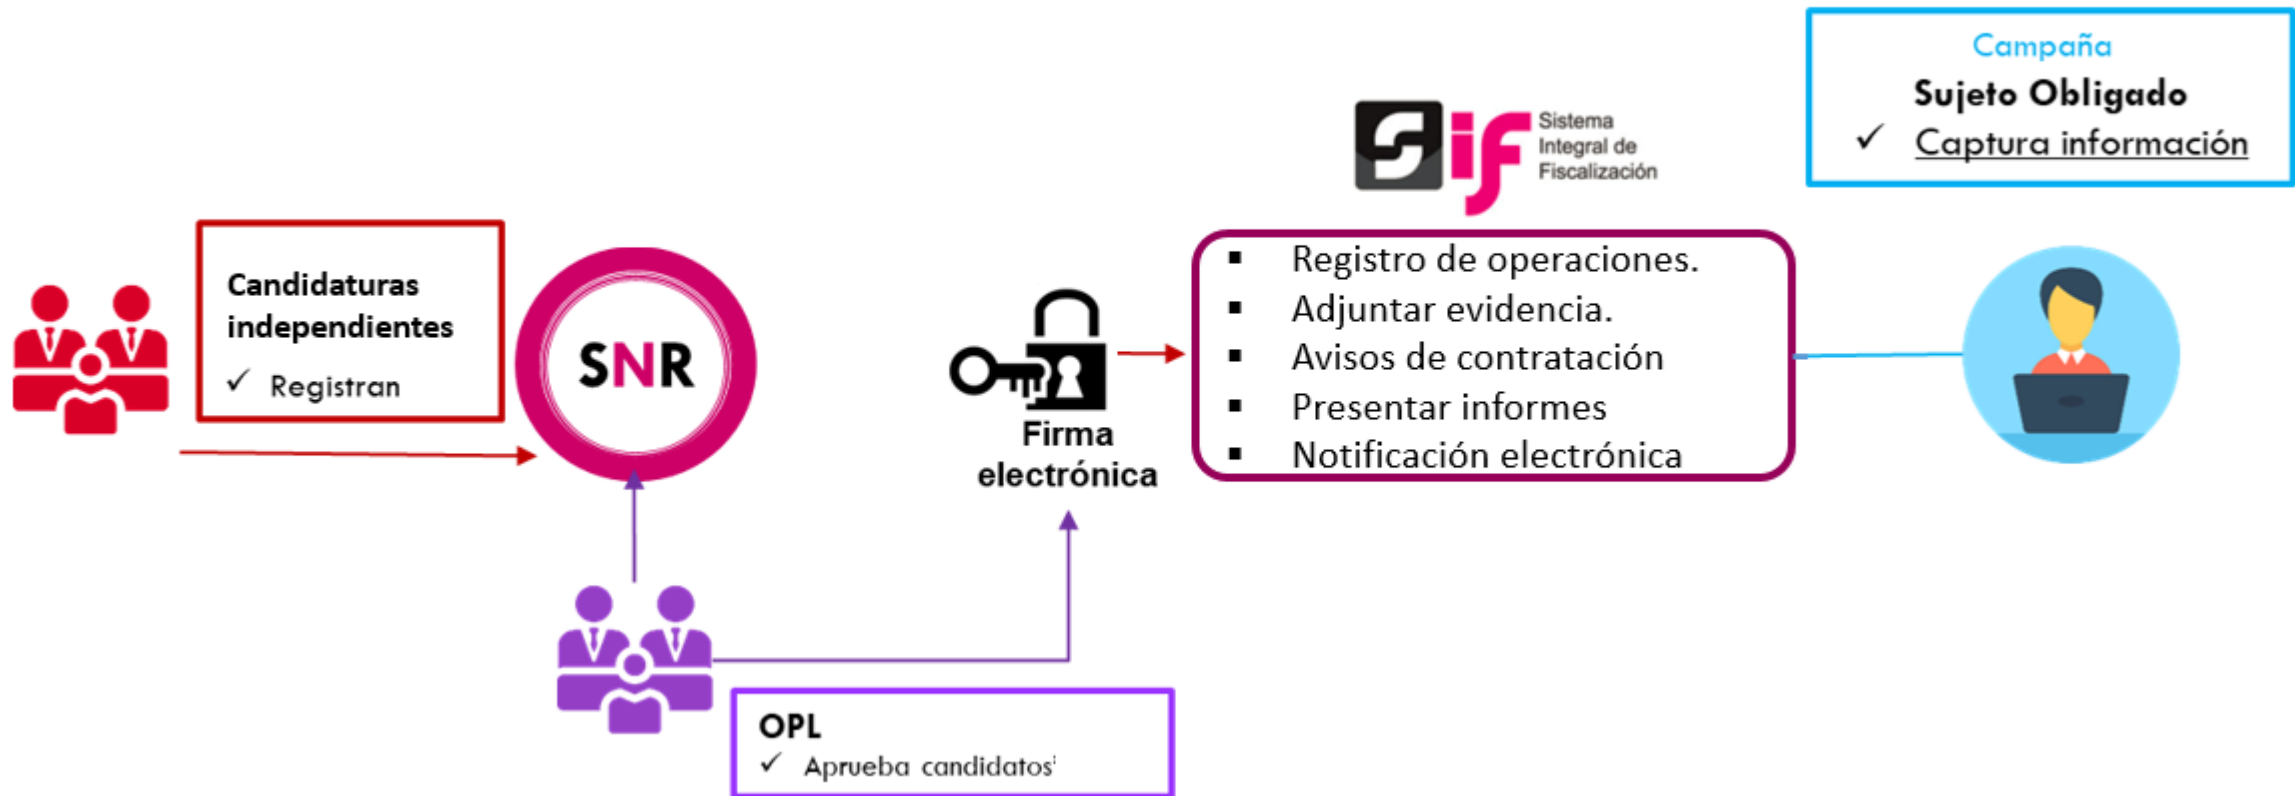 Candidaturas
independientes
✓ Registran
SNR
OPL
✓ Aprueba candidatos'
Firma
electrónica
Sif Sistema
Integral de
Fiscalización
▪ Registro de operaciones.
▪ Adjuntar evidencia.
▪ Avisos de contratación
▪ Presentar informes
▪ Notificación electrónica
Campaña
Sujeto Obligado
✓ Captura información